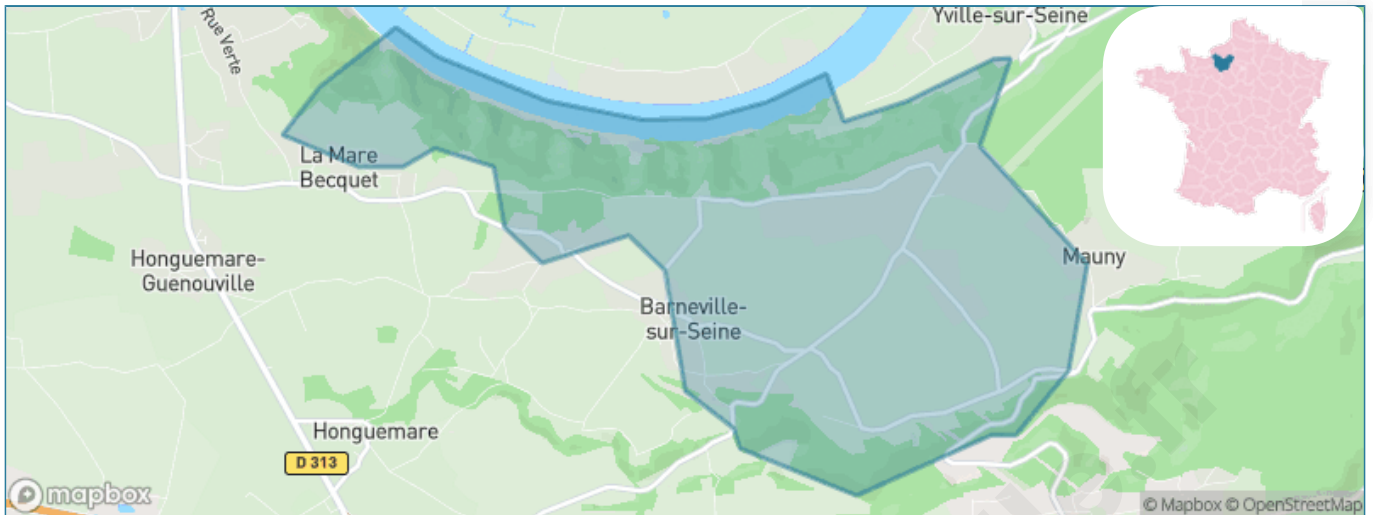 Yville-sur-Seine
Rue Verte
La Mare
Becquet
Honguemare-
Guenouville
Mauny
Barneville-
sur-Seine
Honguemare
D 313
mapbox
© Mapbox © OpenStreetMap